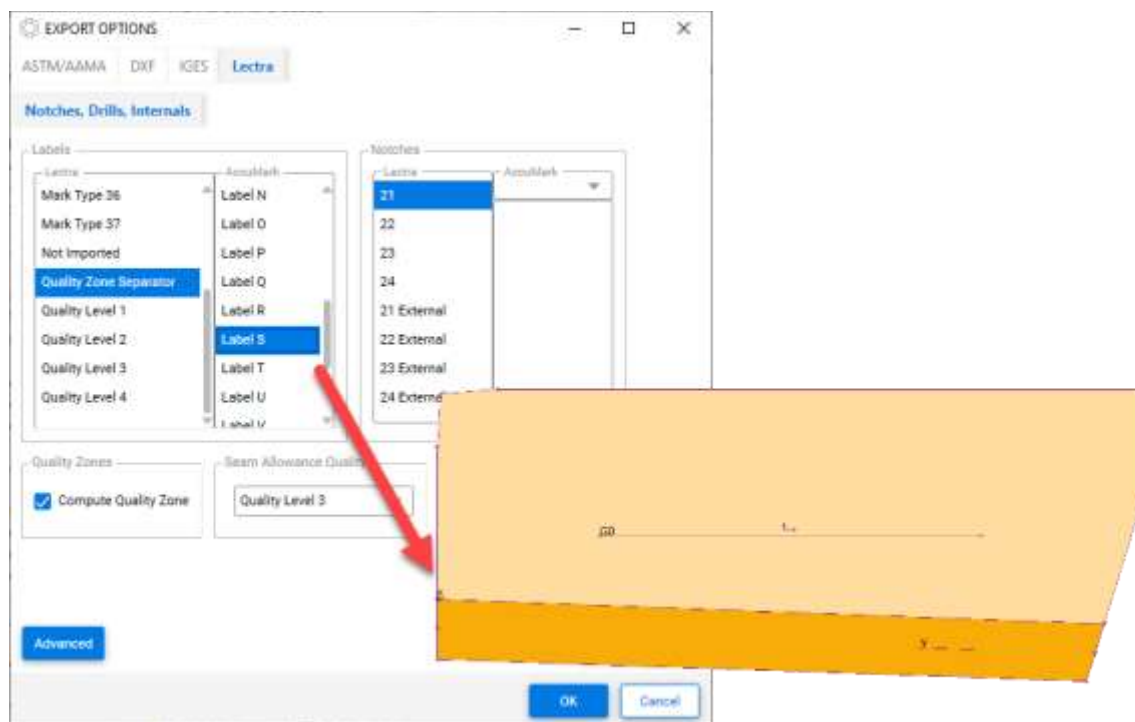 EXPORT OPTIONS
ASTM/AAMA DXF IGES Lectra
Notches, Drills, Internals
Labels
Lectra
AccuMark
Mark Type 36
Mark Type 37
Not Imported
Quality Zone Separator
Quality Level 1
Quality Level 2
Quality Level 3
Quality Level 4
Label N
Label O
Label P
Label Q
Label R
Label S
Label T
Label U
Label V
Notches
Lectra
AccuMark
21
22
23
24
21 External
22 External
23 External
24 External
Quality Zones
Compute Quality Zone
Seam Allowance Quality
Quality Level 3
Advanced
OK
Cancel